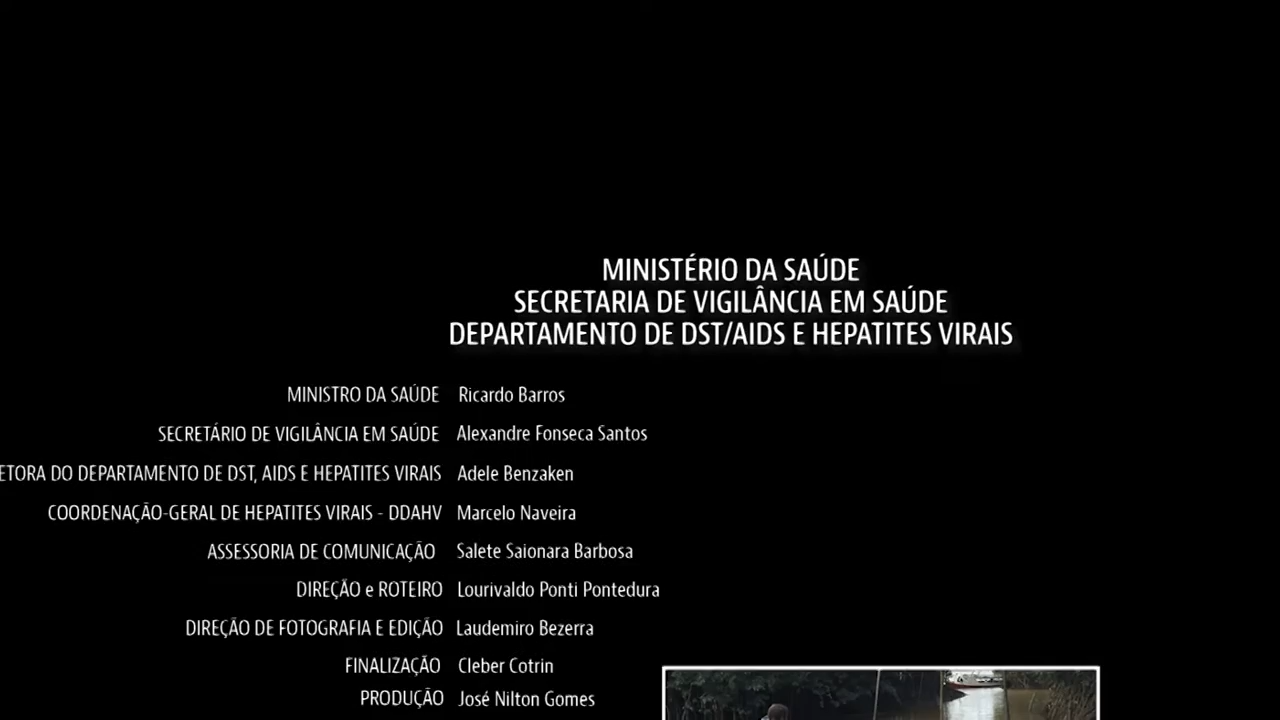 MINISTÉRIO DA SAÚDE
SECRETARIA DE VIGILÂNCIA EM SAÚDE
DEPARTAMENTO DE DST/AIDS E HEPATITES VIRAIS
MINISTRO DA SAÚDE Ricardo Barros
SECRETÁRIO DE VIGILÂNCIA EM SAÚDE Alexandre Fonseca Santos
ETORA DO DEPARTAMENTO DE DST, AIDS E HEPATITES VIRAIS Adele Benzaken
COORDENAÇÃO-GERAL DE HEPATITES VIRAIS - DDAHV Marcelo Naveira
ASSESSORIA DE COMUNICAÇÃO Salete Saionara Barbosa
DIREÇÃO e ROTEIRO Lourivaldo Ponti Pontedura
DIREÇÃO DE FOTOGRAFIA E EDIÇÃO Laudemiro Bezerra
FINALIZAÇÃO Cleber Cotrin
PRODUÇÃO José Nilton Gomes